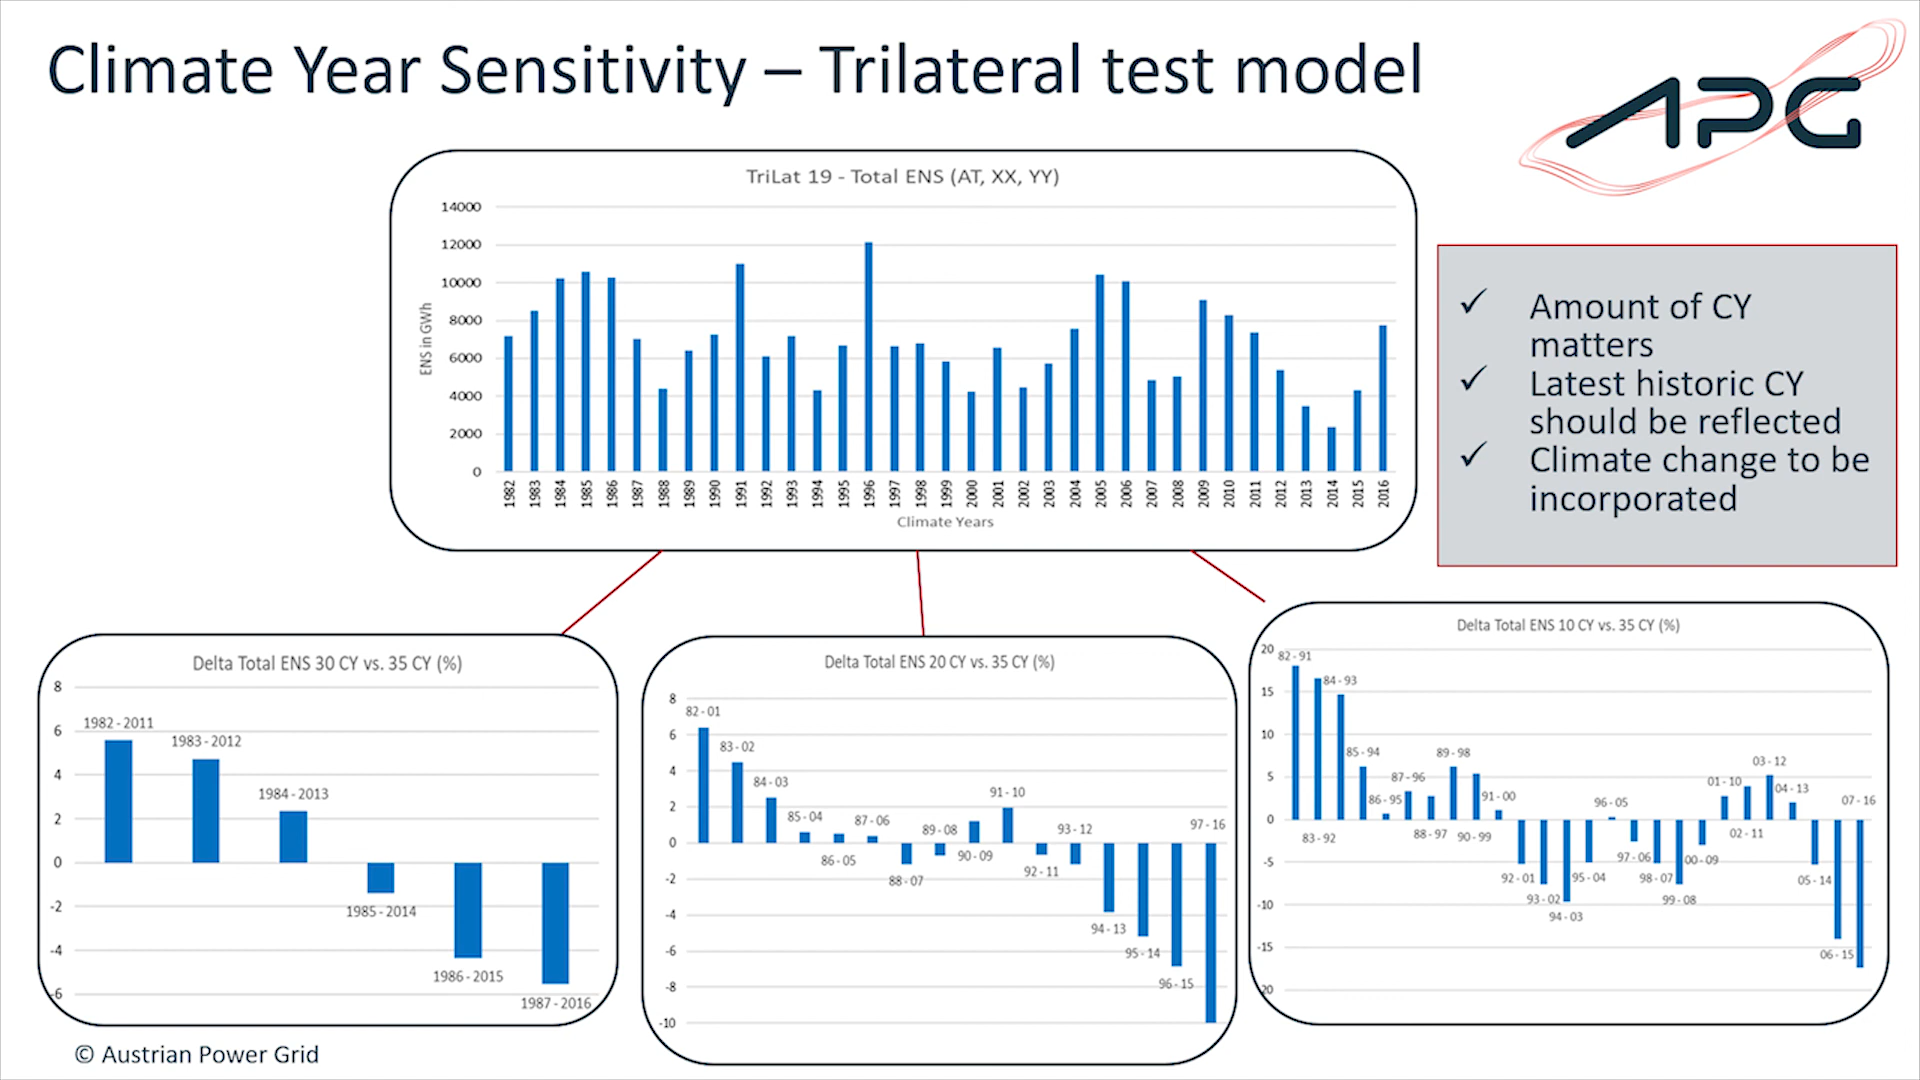 Climate Year Sensitivity – Trilateral test model
APG
TriLat 19 - Total ENS (AT, XX, YY)
14000
12000
10000
8000
6000
4000
2000
0
ENS in GWh
1982 1983 1984 1985 1986 1987 1988 1989 1990 1991 1992 1993 1994 1995 1996 1997 1998 1999 2000 2001 2002 2003 2004 2005 2006 2007 2008 2009 2010 2011 2012 2013 2014 2015 2016
Climate Years
✓ Amount of CY
matters
✓ Latest historic CY
should be reflected
✓ Climate change to be
incorporated
Delta Total ENS 30 CY vs. 35 CY (%)
8
6
4
2
0
-2
-4
-6
1982 - 2011
1983 - 2012
1984 - 2013
1985 - 2014
1986 - 2015
1987 - 2016
Delta Total ENS 20 CY vs. 35 CY (%)
8
6
4
2
0
-2
-4
-6
-8
-10
82 - 01
83 - 02
84 - 03
85 - 04
86 - 05
87 - 06
88 - 07
89 - 08
90 - 09
91 - 10
92 - 11
93 - 12
94 - 13
95 - 14
96 - 15
97 - 16
Delta Total ENS 10 CY vs. 35 CY (%)
20
15
10
5
0
-5
-10
-15
20
82 - 91
83 - 92
84 - 93
85 - 94
86 - 95
87 - 96
88 - 97
89 - 98
90 - 99
91 - 00
92 - 01
93 - 02
94 - 03
95 - 04
96 - 05
97 - 06
98 - 07
99 - 08
00 - 09
01 - 10
02 - 11
03 - 12
04 - 13
05 - 14
06 - 15
07 - 16
© Austrian Power Grid